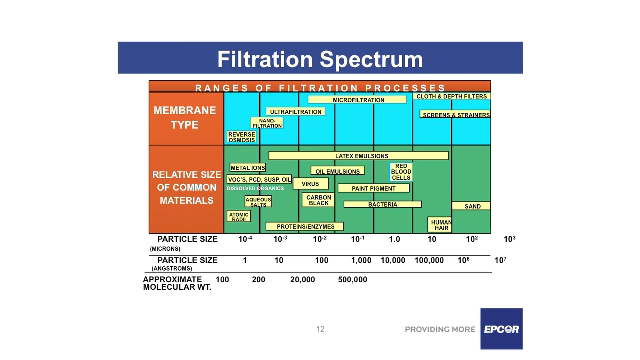 Filtration Spectrum
RANGES OF FILTRATION PROCESSES
MEMBRANE
TYPE
MICROFILTRATION
CLOTH & DEPTH FILTERS
ULTRAFILTRATION
SCREENS & STRAINERS
NANO-
FILTRATION
REVERSE
OSMOSIS
RELATIVE SIZE
OF COMMON
MATERIALS
LATEX EMULSIONS
METAL IONS
OIL EMULSIONS
RED
BLOOD
CELLS
VOC'S, PCD, SUSP. OIL
DISSOLVED ORGANICS
VIRUS
PAINT PIGMENT
AQUEOUS
SALTS
CARBON
BLACK
BACTERIA
SAND
ATOMIC
RADII
PROTEINS/ENZYMES
HUMAN
HAIR
PARTICLE SIZE 10⁻⁴ 10⁻³ 10⁻² 10⁻¹ 1.0 10 10² 10³
(MICRONS)
PARTICLE SIZE 1 10 100 1,000 10,000 100,000 10⁶ 10⁷
(ANGSTROMS)
APPROXIMATE 100 200 20,000 500,000
MOLECULAR WT.
12
PROVIDING MORE
EPCOR